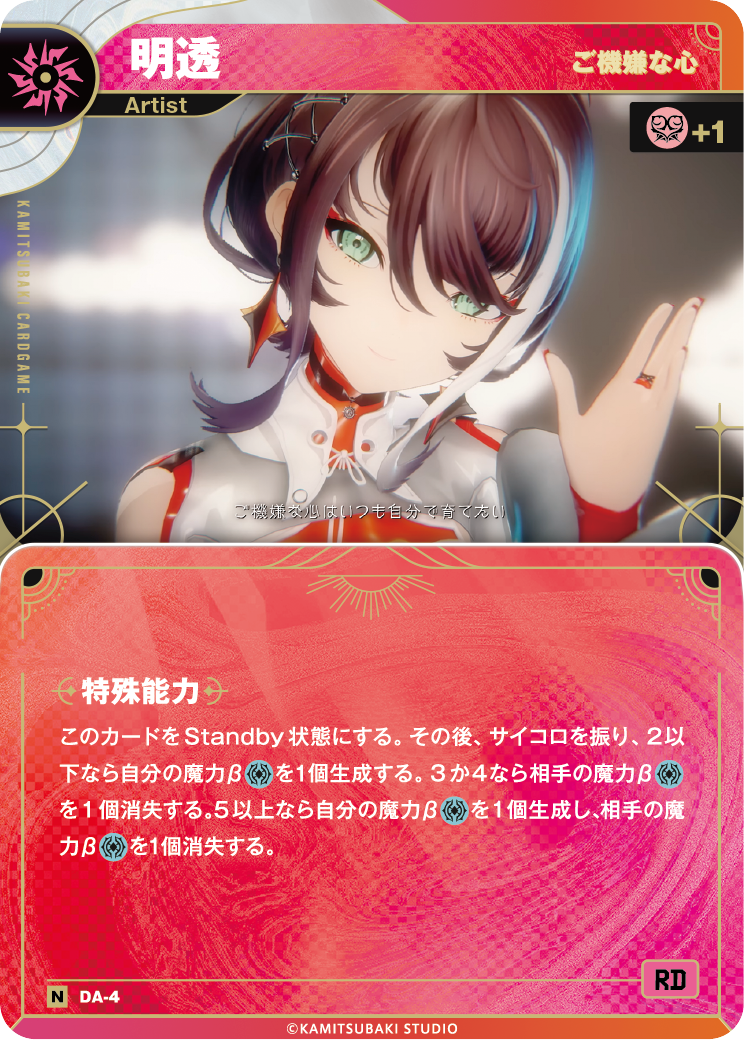 明透
ご機嫌な心
Artist
+1
KAMITSUBAKI CARDGAME
ご機嫌な心はいつも自分で育てたい
特殊能力
このカードをStandby状態にする。その後、サイコロを振り、2以
下なら自分の魔力βを1個生成する。3か4なら相手の魔力β
を1個消失する。5以上なら自分の魔力βを1個生成し、相手の魔
力βを1個消失する。
RD
N DA-4
©KAMITSUBAKI STUDIO